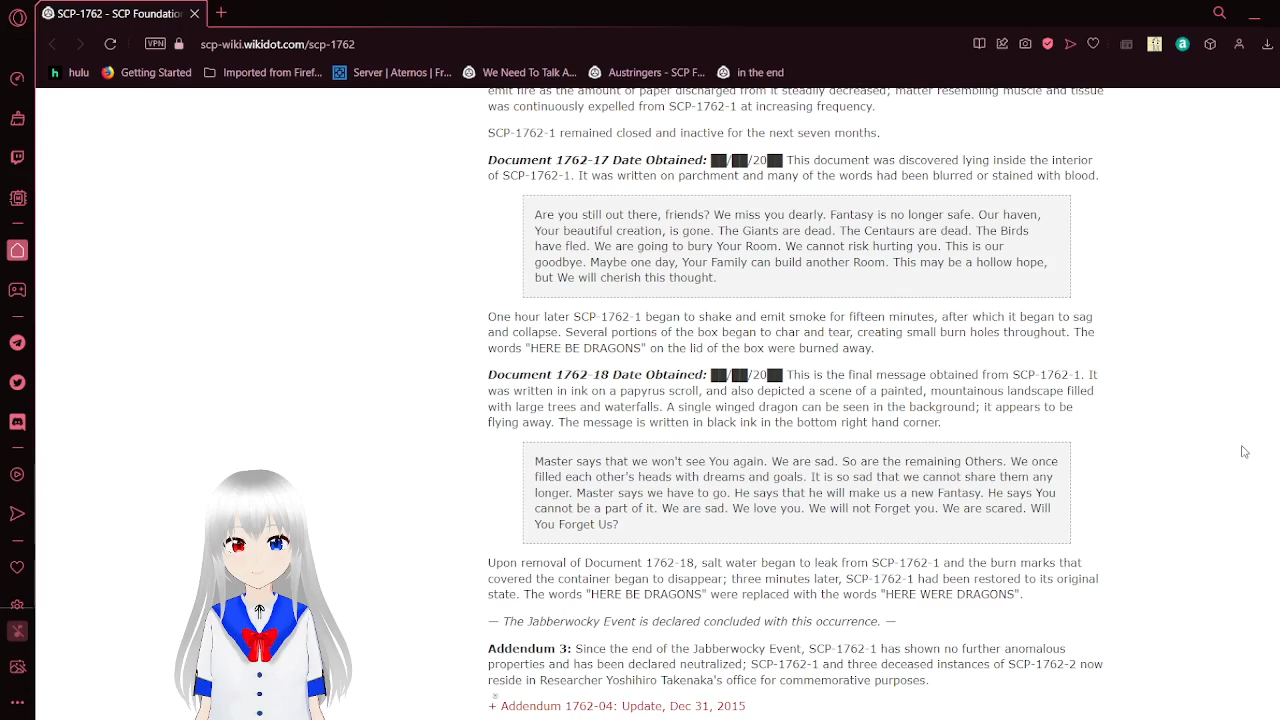 SCP-1762 - SCP Foundation
VPN
scp-wiki.wikidot.com/scp-1762
h hulu
Getting Started
Imported from Firef...
Server | Aternos | Fr...
We Need To Talk A...
Austringers - SCP F...
in the end
emit fire as the amount of paper discharged from it steadily decreased; matter resembling muscle and tissue
was continuously expelled from SCP-1762-1 at increasing frequency.
SCP-1762-1 remained closed and inactive for the next seven months.
Document 1762-17 Date Obtained: ██/██/20██ This document was discovered lying inside the interior
of SCP-1762-1. It was written on parchment and many of the words had been blurred or stained with blood.
Are you still out there, friends? We miss you dearly. Fantasy is no longer safe. Our haven,
Your beautiful creation, is gone. The Giants are dead. The Centaurs are dead. The Birds
have fled. We are going to bury Your Room. We cannot risk hurting you. This is our
goodbye. Maybe one day, Your Family can build another Room. This may be a hollow hope,
but We will cherish this thought.
One hour later SCP-1762-1 began to shake and emit smoke for fifteen minutes, after which it began to sag
and collapse. Several portions of the box began to char and tear, creating small burn holes throughout. The
words "HERE BE DRAGONS" on the lid of the box were burned away.
Document 1762-18 Date Obtained: ██/██/20██ This is the final message obtained from SCP-1762-1. It
was written in ink on a papyrus scroll, and also depicted a scene of a painted, mountainous landscape filled
with large trees and waterfalls. A single winged dragon can be seen in the background; it appears to be
flying away. The message is written in black ink in the bottom right hand corner.
Master says that we won't see You again. We are sad. So are the remaining Others. We once
filled each other's heads with dreams and goals. It is so sad that we cannot share them any
longer. Master says we have to go. He says that he will make us a new Fantasy. He says You
cannot be a part of it. We are sad. We love you. We will not Forget you. We are scared. Will
You Forget Us?
Upon removal of Document 1762-18, salt water began to leak from SCP-1762-1 and the burn marks that
covered the container began to disappear; three minutes later, SCP-1762-1 had been restored to its original
state. The words "HERE BE DRAGONS" were replaced with the words "HERE WERE DRAGONS".
— The Jabberwocky Event is declared concluded with this occurrence. —
Addendum 3: Since the end of the Jabberwocky Event, SCP-1762-1 has shown no further anomalous
properties and has been declared neutralized; SCP-1762-1 and three deceased instances of SCP-1762-2 now
reside in Researcher Yoshihiro Takenaka's office for commemorative purposes.
+ Addendum 1762-04: Update, Dec 31, 2015